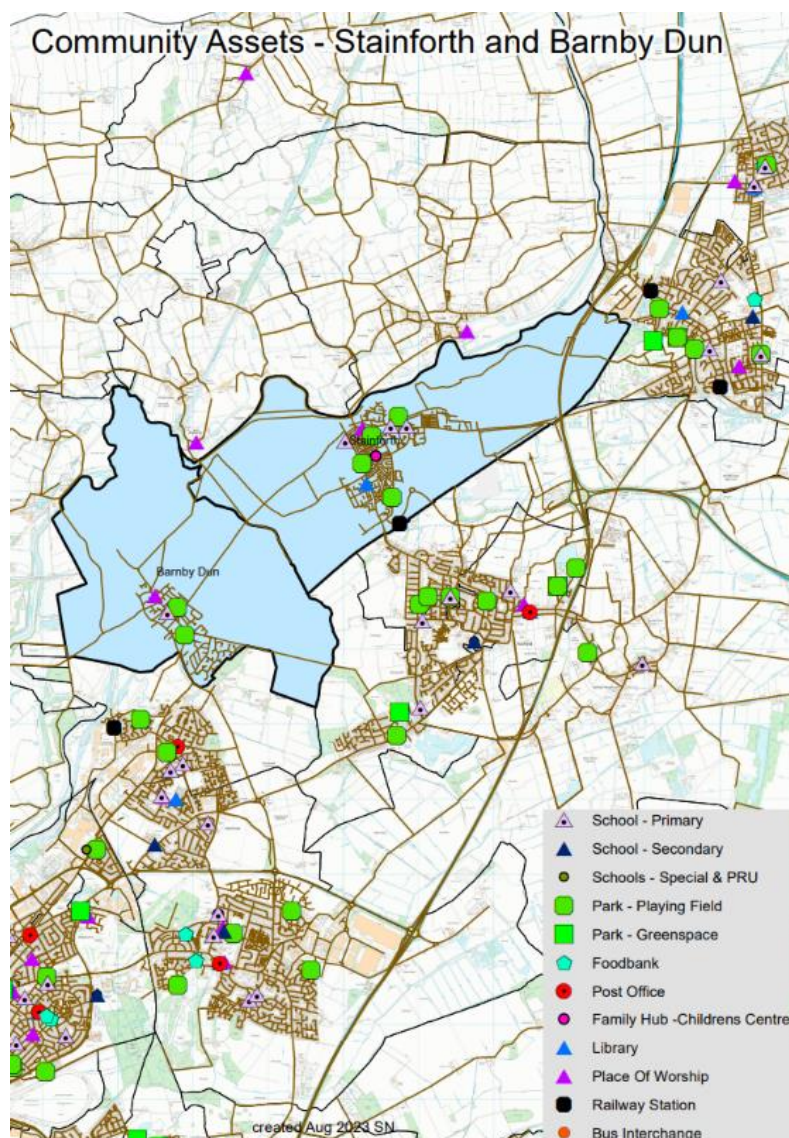 Community Assets - Stainforth and Barnby Dun
Stainforth
Barnby Dun
School - Primary
School - Secondary
Schools - Special & PRU
Park - Playing Field
Park - Greenspace
Foodbank
Post Office
Family Hub -Childrens Centre
Library
Place Of Worship
Railway Station
Bus Interchange
created Aug 2023 SN